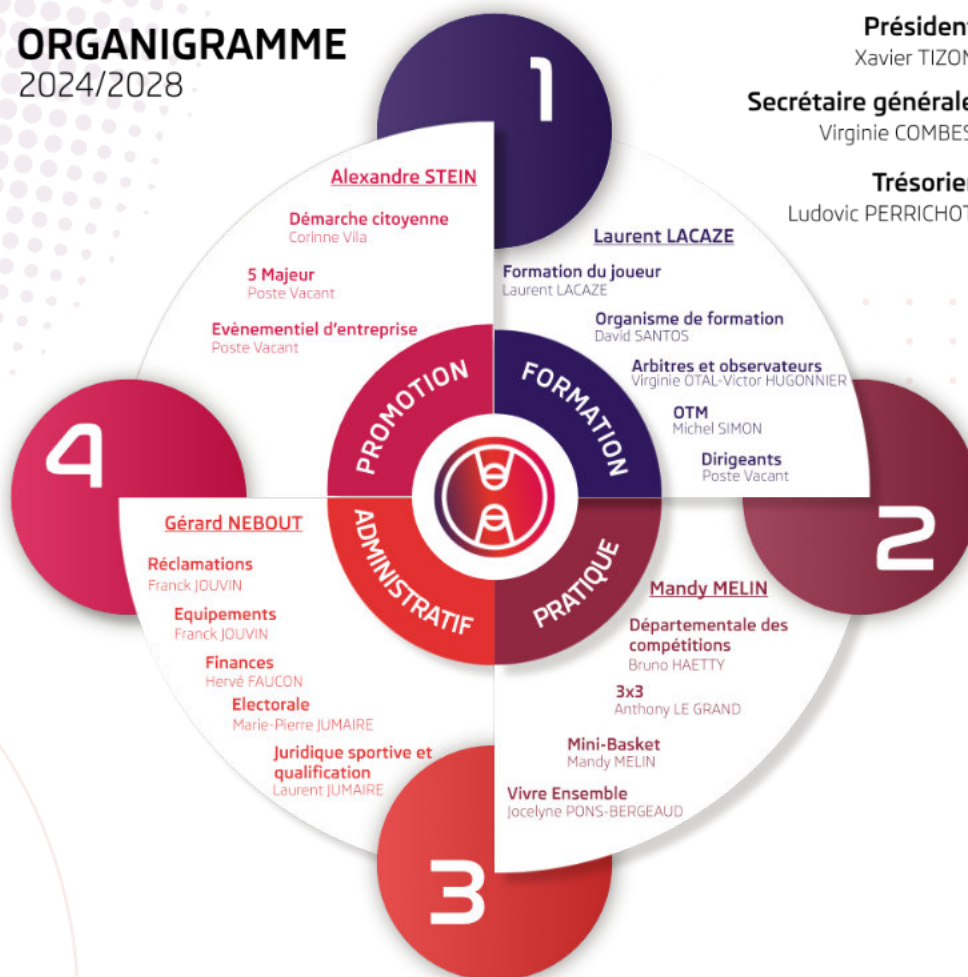 ORGANIGRAMME
2024/2028
Président
Xavier TIZON
Secrétaire générale
Virginie COMBES
Trésorier
Ludovic PERRICHOT
1
Laurent LACAZE
Formation du joueur
Laurent LACAZE
Organisme de formation
David SANTOS
Arbitres et observateurs
Virginie OTAL-Victor HUGONNIER
OTM
Michel SIMON
Dirigeants
Poste Vacant
FORMATION
2
Mandy MELIN
Départementale des
compétitions
Bruno HAETTY
3x3
Anthony LE GRAND
Mini-Basket
Mandy MELIN
Vivre Ensemble
Jocelyne PONS-BERGEAUD
PRATIQUE
3
Gérard NEBOUT
Réclamations
Franck JOUVIN
Equipements
Franck JOUVIN
Finances
Hervé FAUCON
Electorale
Marie-Pierre JUMAIRE
Juridique sportive et
qualification
Laurent JUMAIRE
ADMINISTRATIF
4
Alexandre STEIN
Démarche citoyenne
Corinne Vila
5 Majeur
Poste Vacant
Evènementiel d'entreprise
Poste Vacant
PROMOTION